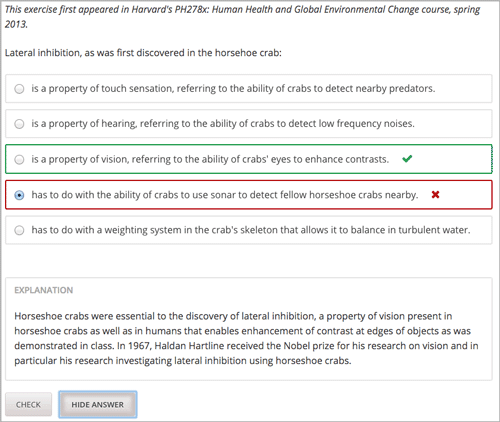 This exercise first appeared in Harvard's PH278x: Human Health and Global Environmental Change course, spring
2013.
Lateral inhibition, as was first discovered in the horsehoe crab:
is a property of touch sensation, referring to the ability of crabs to detect nearby predators.
is a property of hearing, referring to the ability of crabs to detect low frequency noises.
is a property of vision, referring to the ability of crabs' eyes to enhance contrasts.
has to do with the ability of crabs to use sonar to detect fellow horseshoe crabs nearby.
has to do with a weighting system in the crab's skeleton that allows it to balance in turbulent water.
EXPLANATION
Horseshoe crabs were essential to the discovery of lateral inhibition, a property of vision present in
horseshoe crabs as well as in humans that enables enhancement of contrast at edges of objects as was
demonstrated in class. In 1967, Haldan Hartline received the Nobel prize for his research on vision and in
particular his research investigating lateral inhibition using horseshoe crabs.
CHECK HIDE ANSWER